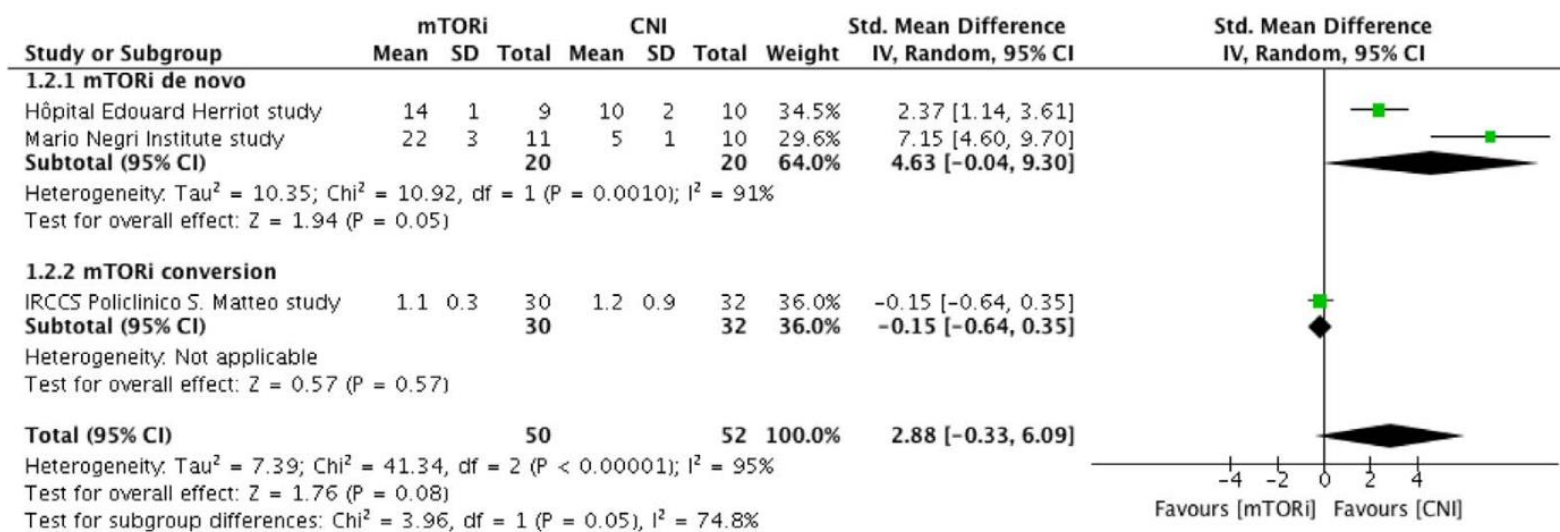 mTORi CNI Std. Mean Difference Std. Mean Difference
Study or Subgroup Mean SD Total Mean SD Total Weight IV, Random, 95% CI IV, Random, 95% CI
1.2.1 mTORi de novo
Hôpital Edouard Herriot study 14 1 9 10 2 10 34.5% 2.37 [1.14, 3.61]
Mario Negri Institute study 22 3 11 5 1 10 29.6% 7.15 [4.60, 9.70]
Subtotal (95% CI) 20 20 64.0% 4.63 [-0.04, 9.30]
Heterogeneity: Tau² = 10.35; Chi² = 10.92, df = 1 (P = 0.0010); I² = 91%
Test for overall effect: Z = 1.94 (P = 0.05)
1.2.2 mTORi conversion
IRCCS Policlinico S. Matteo study 1.1 0.3 30 1.2 0.9 32 36.0% -0.15 [-0.64, 0.35]
Subtotal (95% CI) 30 32 36.0% -0.15 [-0.64, 0.35]
Heterogeneity: Not applicable
Test for overall effect: Z = 0.57 (P = 0.57)
Total (95% CI) 50 52 100.0% 2.88 [-0.33, 6.09]
Heterogeneity: Tau² = 7.39; Chi² = 41.34, df = 2 (P < 0.00001); I² = 95%
Test for overall effect: Z = 1.76 (P = 0.08)
Test for subgroup differences: Chi² = 3.96, df = 1 (P = 0.05), I² = 74.8%
-4 -2 0 2 4
Favours [mTORi] Favours [CNI]